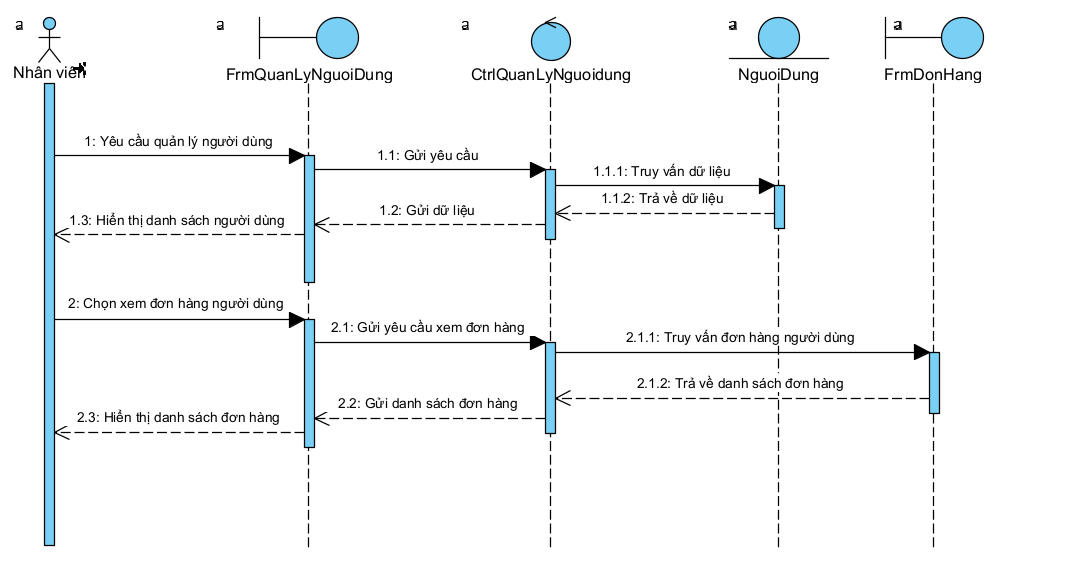 a
a
a
a
a
Nhân viên
FrmQuanLyNguoiDung
CtrlQuanLyNguoidung
NguoiDung
FrmDonHang
1: Yêu cầu quản lý người dùng
1.1: Gửi yêu cầu
1.1.1: Truy vấn dữ liệu
1.1.2: Trả về dữ liệu
1.2: Gửi dữ liệu
1.3: Hiển thị danh sách người dùng
2: Chọn xem đơn hàng người dùng
2.1: Gửi yêu cầu xem đơn hàng
2.1.1: Truy vấn đơn hàng người dùng
2.1.2: Trả về danh sách đơn hàng
2.2: Gửi danh sách đơn hàng
2.3: Hiển thị danh sách đơn hàng